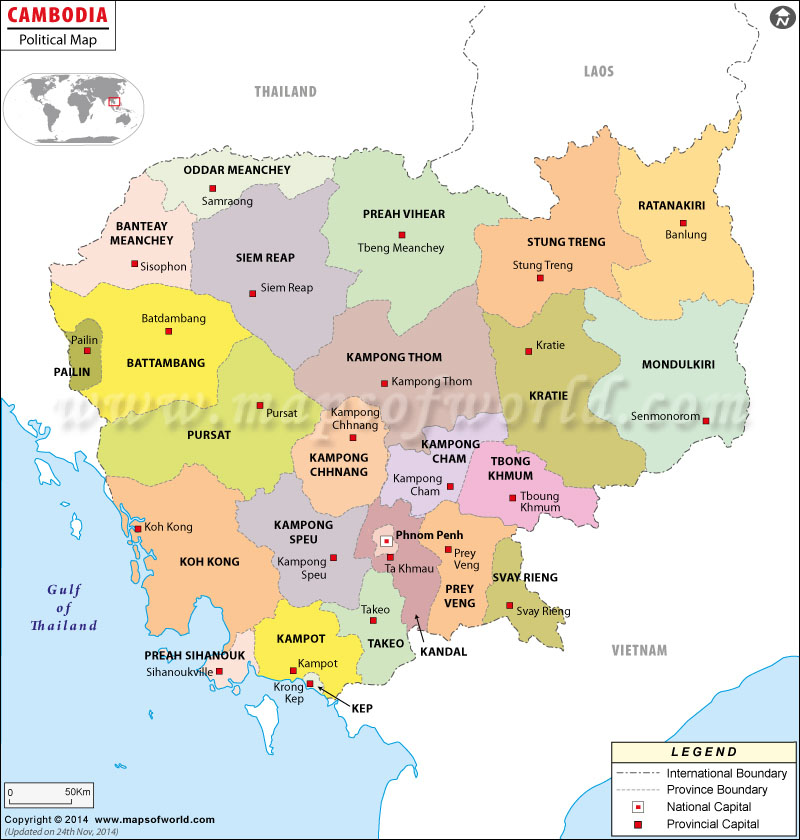 CAMBODIA
Political Map
N
THAILAND
LAOS
ODDAR MEANCHEY
Samraong
BANTEAY
MEANCHEY
Sisophon
SIEM REAP
Siem Reap
PREAH VIHEAR
Tbeng Meanchey
STUNG TRENG
Stung Treng
RATANAKIRI
Banlung
Batdambang
BATTAMBANG
Pailin
PAILIN
KAMPONG THOM
Kampong Thom
Kratie
KRATIE
MONDULKIRI
Senmonorom
www.mapsofworld.com
Pursat
PURSAT
Kampong
Chhnang
KAMPONG
CHHNANG
KAMPONG
CHAM
Kampong
Cham
TBONG
KHMUM
Tboung
Khmum
Koh Kong
KOH KONG
KAMPONG
SPEU
Kampong
Speu
Phnom Penh
Ta Khmau
Prey
Veng
PREY
VENG
SVAY RIENG
Svay Rieng
Gulf
of
Thailand
Takeo
TAKEO
KANDAL
KAMPOT
Kampot
PREAH SIHANOUK
Sihanoukville
Krong
Kep
KEP
VIETNAM
LEGEND
International Boundary
Province Boundary
National Capital
Provincial Capital
0 50Km
Copyright © 2014 www.mapsofworld.com
(Updated on 24th Nov, 2014)